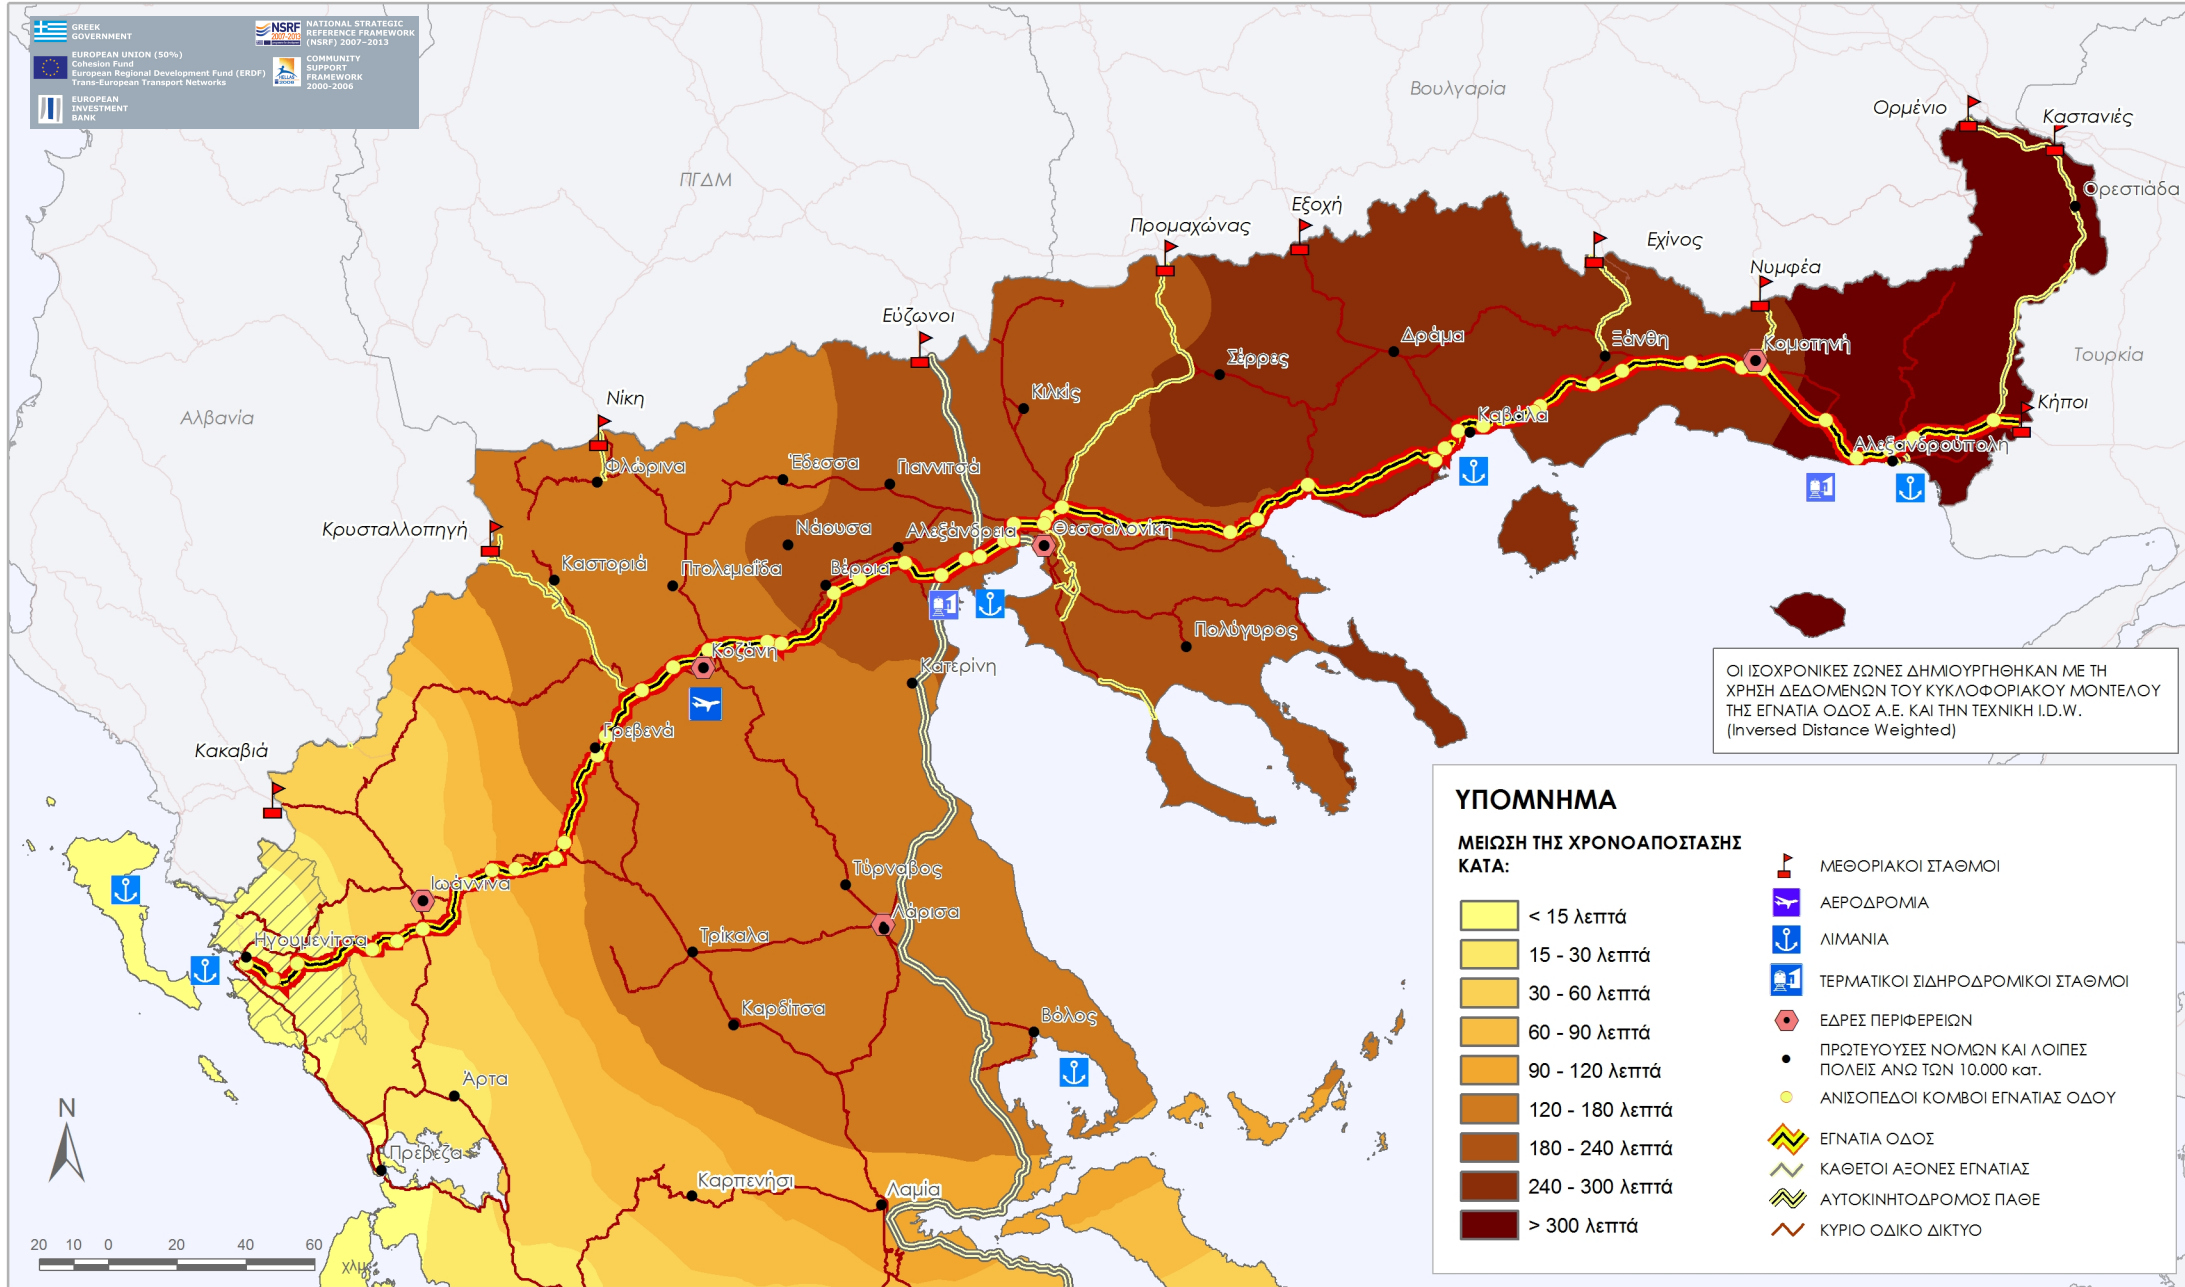 GREEK
GOVERNMENT
EUROPEAN UNION (50%)
Cohesion Fund
European Regional Development Fund (ERDF)
Trans-European Transport Networks
EUROPEAN
INVESTMENT
BANK
NSRF
2007-2013
NATIONAL STRATEGIC
REFERENCE FRAMEWORK
(NSRF) 2007-2013
COMMUNITY
SUPPORT
FRAMEWORK
2000-2006
Βουλγαρία
Ορμένιο
Καστανιές
ΠΓΔΜ
Ορεστιάδα
Εξοχή
Προμαχώνας
Εχίνος
Νυμφέα
Εύζωνοι
Δράμα
Ξάνθη
Κομοτηνή
Τουρκία
Σέρρες
Κιλκίς
Νίκη
Αλβανία
Κήποι
Καβάλα
Αλεξανδρούπολη
Φλώρινα
Έδεσσα
Γιαννιτσά
Κρυσταλλοπηγή
Νάουσα
Αλεξάνδρεια
Θεσσαλονίκη
Καστοριά
Πτολεμαΐδα
Βέροια
Πολύγυρος
Κοζάνη
Κατερίνη
Γρεβενά
Κακαβιά
Τύρναβος
Ιωάννινα
Λάρισα
Ηγουμενίτσα
Τρίκαλα
Καρδίτσα
Βόλος
Άρτα
Πρέβεζα
Καρπενήσι
Λαμία
N
20 10 0 20 40 60
χλμ
ΟΙ ΙΣΟΧΡΟΝΙΚΕΣ ΖΩΝΕΣ ΔΗΜΙΟΥΡΓΗΘΗΚΑΝ ΜΕ ΤΗ
ΧΡΗΣΗ ΔΕΔΟΜΕΝΩΝ ΤΟΥ ΚΥΚΛΟΦΟΡΙΑΚΟΥ ΜΟΝΤΕΛΟΥ
ΤΗΣ ΕΓΝΑΤΙΑ ΟΔΟΣ Α.Ε. ΚΑΙ ΤΗΝ ΤΕΧΝΙΚΗ I.D.W.
(Inversed Distance Weighted)
ΥΠΟΜΝΗΜΑ
ΜΕΙΩΣΗ ΤΗΣ ΧΡΟΝΟΑΠΟΣΤΑΣΗΣ
ΚΑΤΑ:
< 15 λεπτά
15 - 30 λεπτά
30 - 60 λεπτά
60 - 90 λεπτά
90 - 120 λεπτά
120 - 180 λεπτά
180 - 240 λεπτά
240 - 300 λεπτά
> 300 λεπτά
ΜΕΘΟΡΙΑΚΟΙ ΣΤΑΘΜΟΙ
ΑΕΡΟΔΡΟΜΙΑ
ΛΙΜΑΝΙΑ
ΤΕΡΜΑΤΙΚΟΙ ΣΙΔΗΡΟΔΡΟΜΙΚΟΙ ΣΤΑΘΜΟΙ
ΕΔΡΕΣ ΠΕΡΙΦΕΡΕΙΩΝ
ΠΡΩΤΕΥΟΥΣΕΣ ΝΟΜΩΝ ΚΑΙ ΛΟΙΠΕΣ
ΠΟΛΕΙΣ ΑΝΩ ΤΩΝ 10.000 κατ.
ΑΝΙΣΟΠΕΔΟΙ ΚΟΜΒΟΙ ΕΓΝΑΤΙΑΣ ΟΔΟΥ
ΕΓΝΑΤΙΑ ΟΔΟΣ
ΚΑΘΕΤΟΙ ΑΞΟΝΕΣ ΕΓΝΑΤΙΑΣ
ΑΥΤΟΚΙΝΗΤΟΔΡΟΜΟΣ ΠΑΘΕ
ΚΥΡΙΟ ΟΔΙΚΟ ΔΙΚΤΥΟ